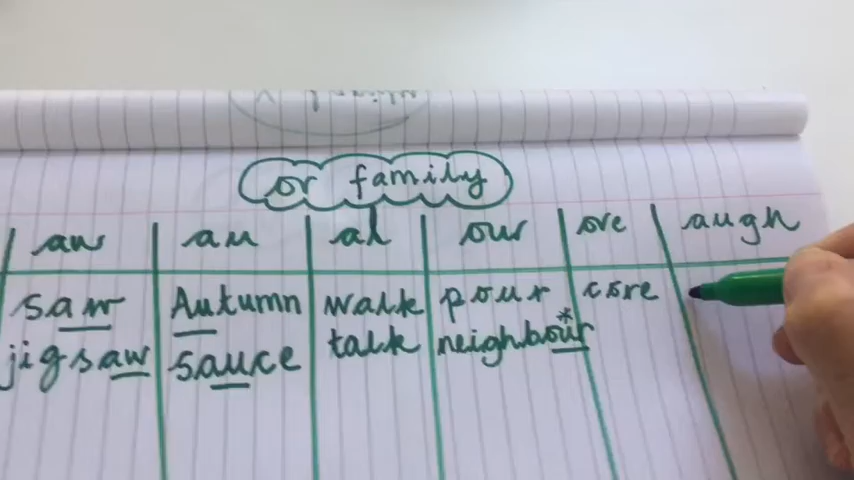 or family
aw au al our ore augh
saw Autumn walk pour core
jigsaw sauce talk neighbour*